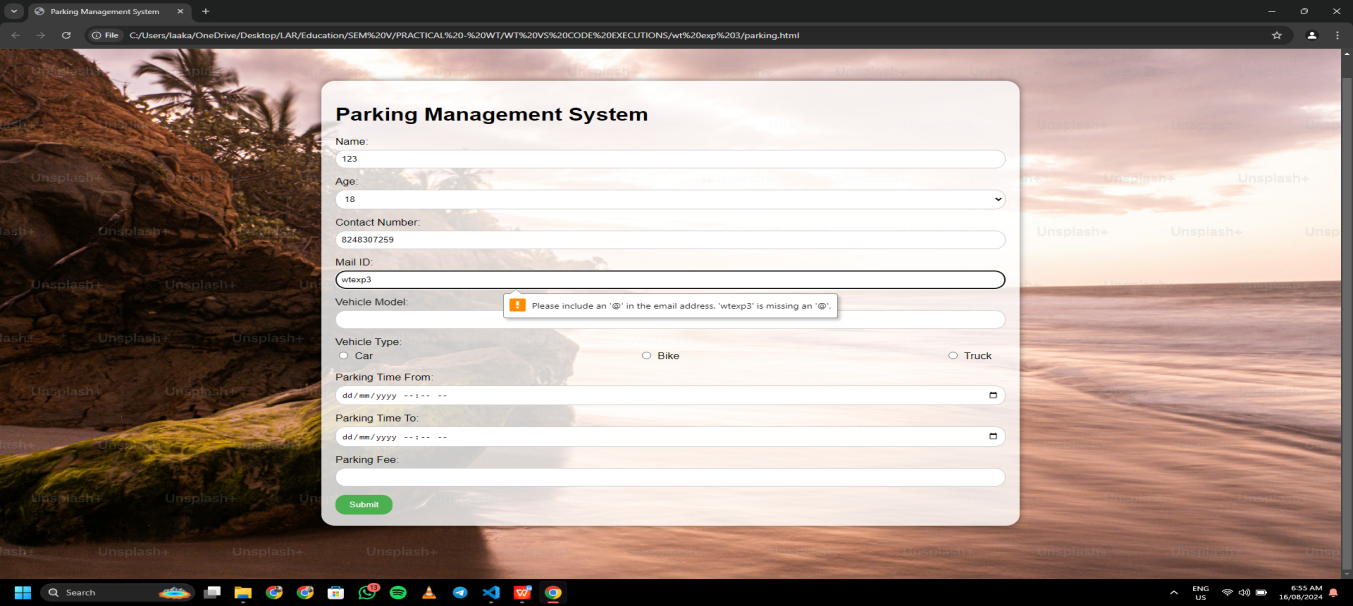 Parking Management System
File C:/Users/laaka/OneDrive/Desktop/LAR/Education/SEM%20V/PRACTICAL%20-%20WT/WT%20VS%20CODE%20EXECUTIONS/wt%20exp%203/parking.html
Unsplash+
Parking Management System
Name:
123
Age:
18
Contact Number:
8248307259
Mail ID:
wtexp3
Please include an '@' in the email address. 'wtexp3' is missing an '@'.
Vehicle Model:
Vehicle Type:
Car Bike Truck
Parking Time From:
dd/mm/yyyy --:-- --
Parking Time To:
dd/mm/yyyy --:-- --
Parking Fee:
Submit
Unsplash+ Unsplash+ Unsplash+
Search 13 ENG US 6:55 AM 16/08/2024